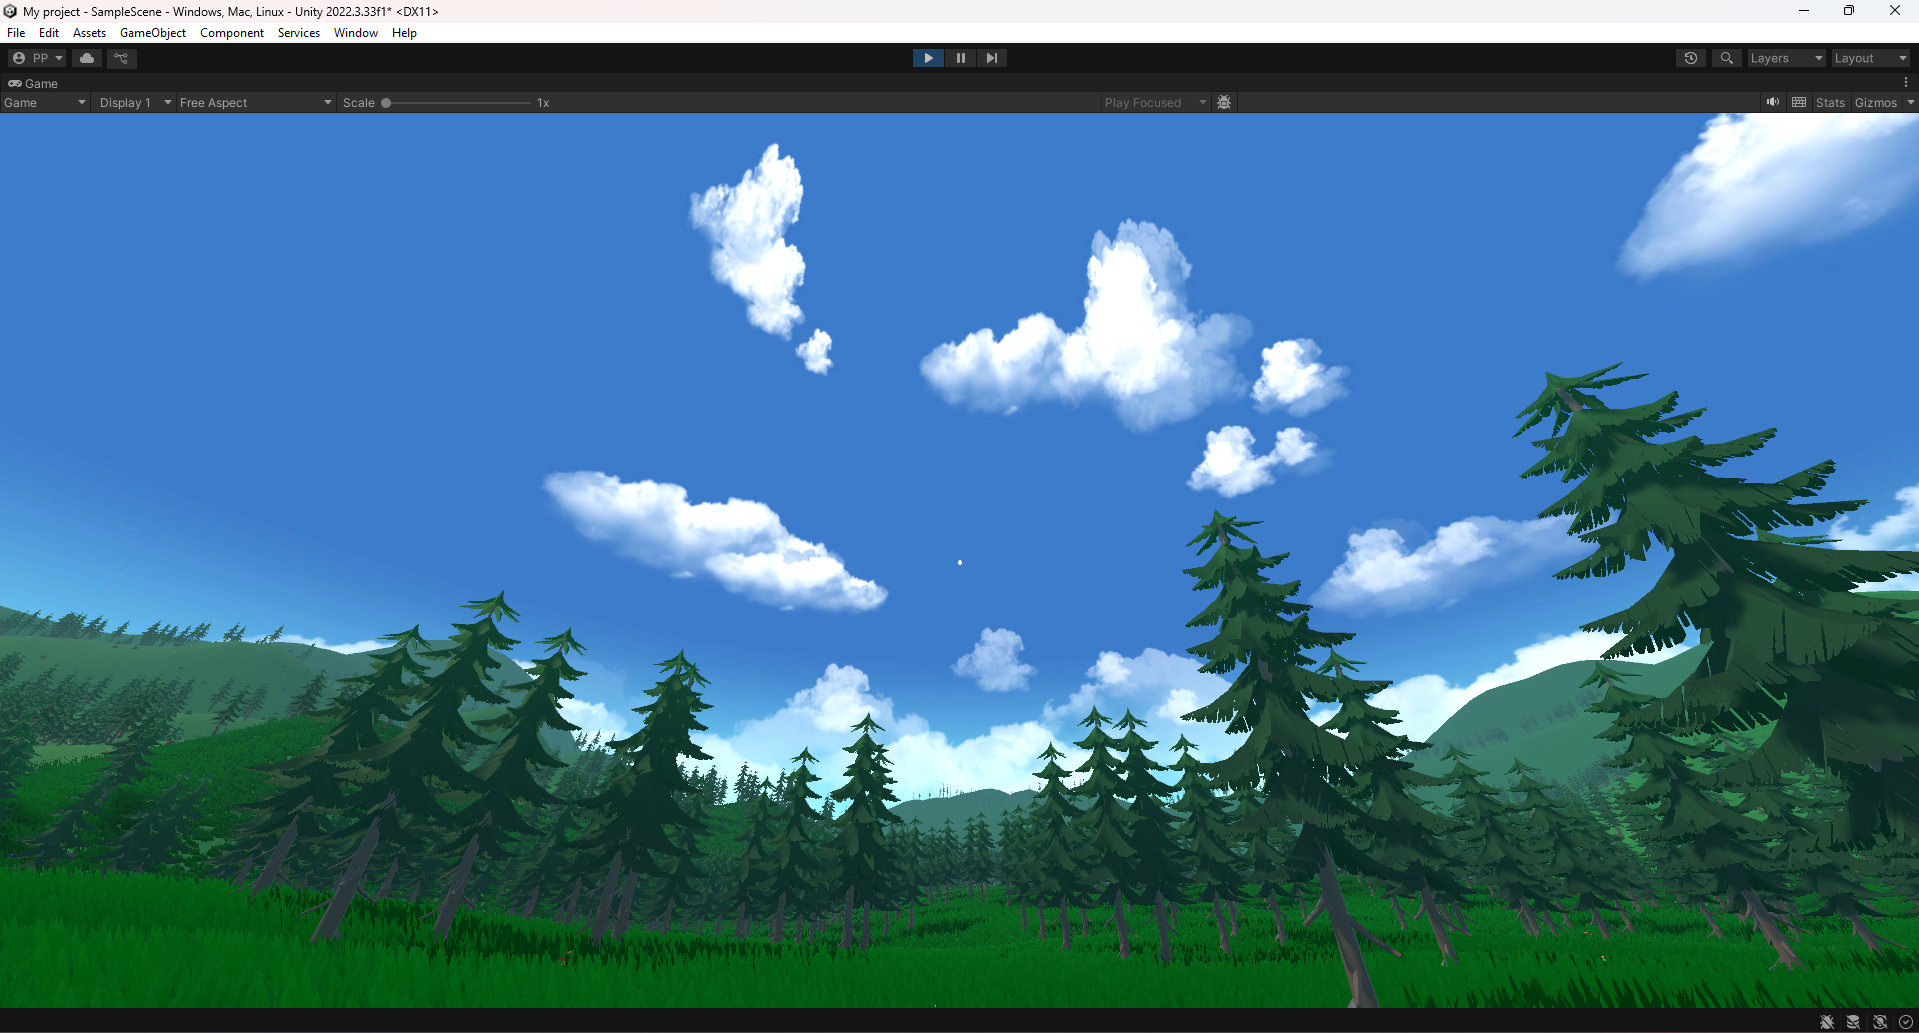 My project - SampleScene - Windows, Mac, Linux - Unity 2022.3.33f1* <DX11>
File Edit Assets GameObject Component Services Window Help
PP Layers Layout
Game
Game Display 1 Free Aspect Scale 1x Play Focused Stats Gizmos